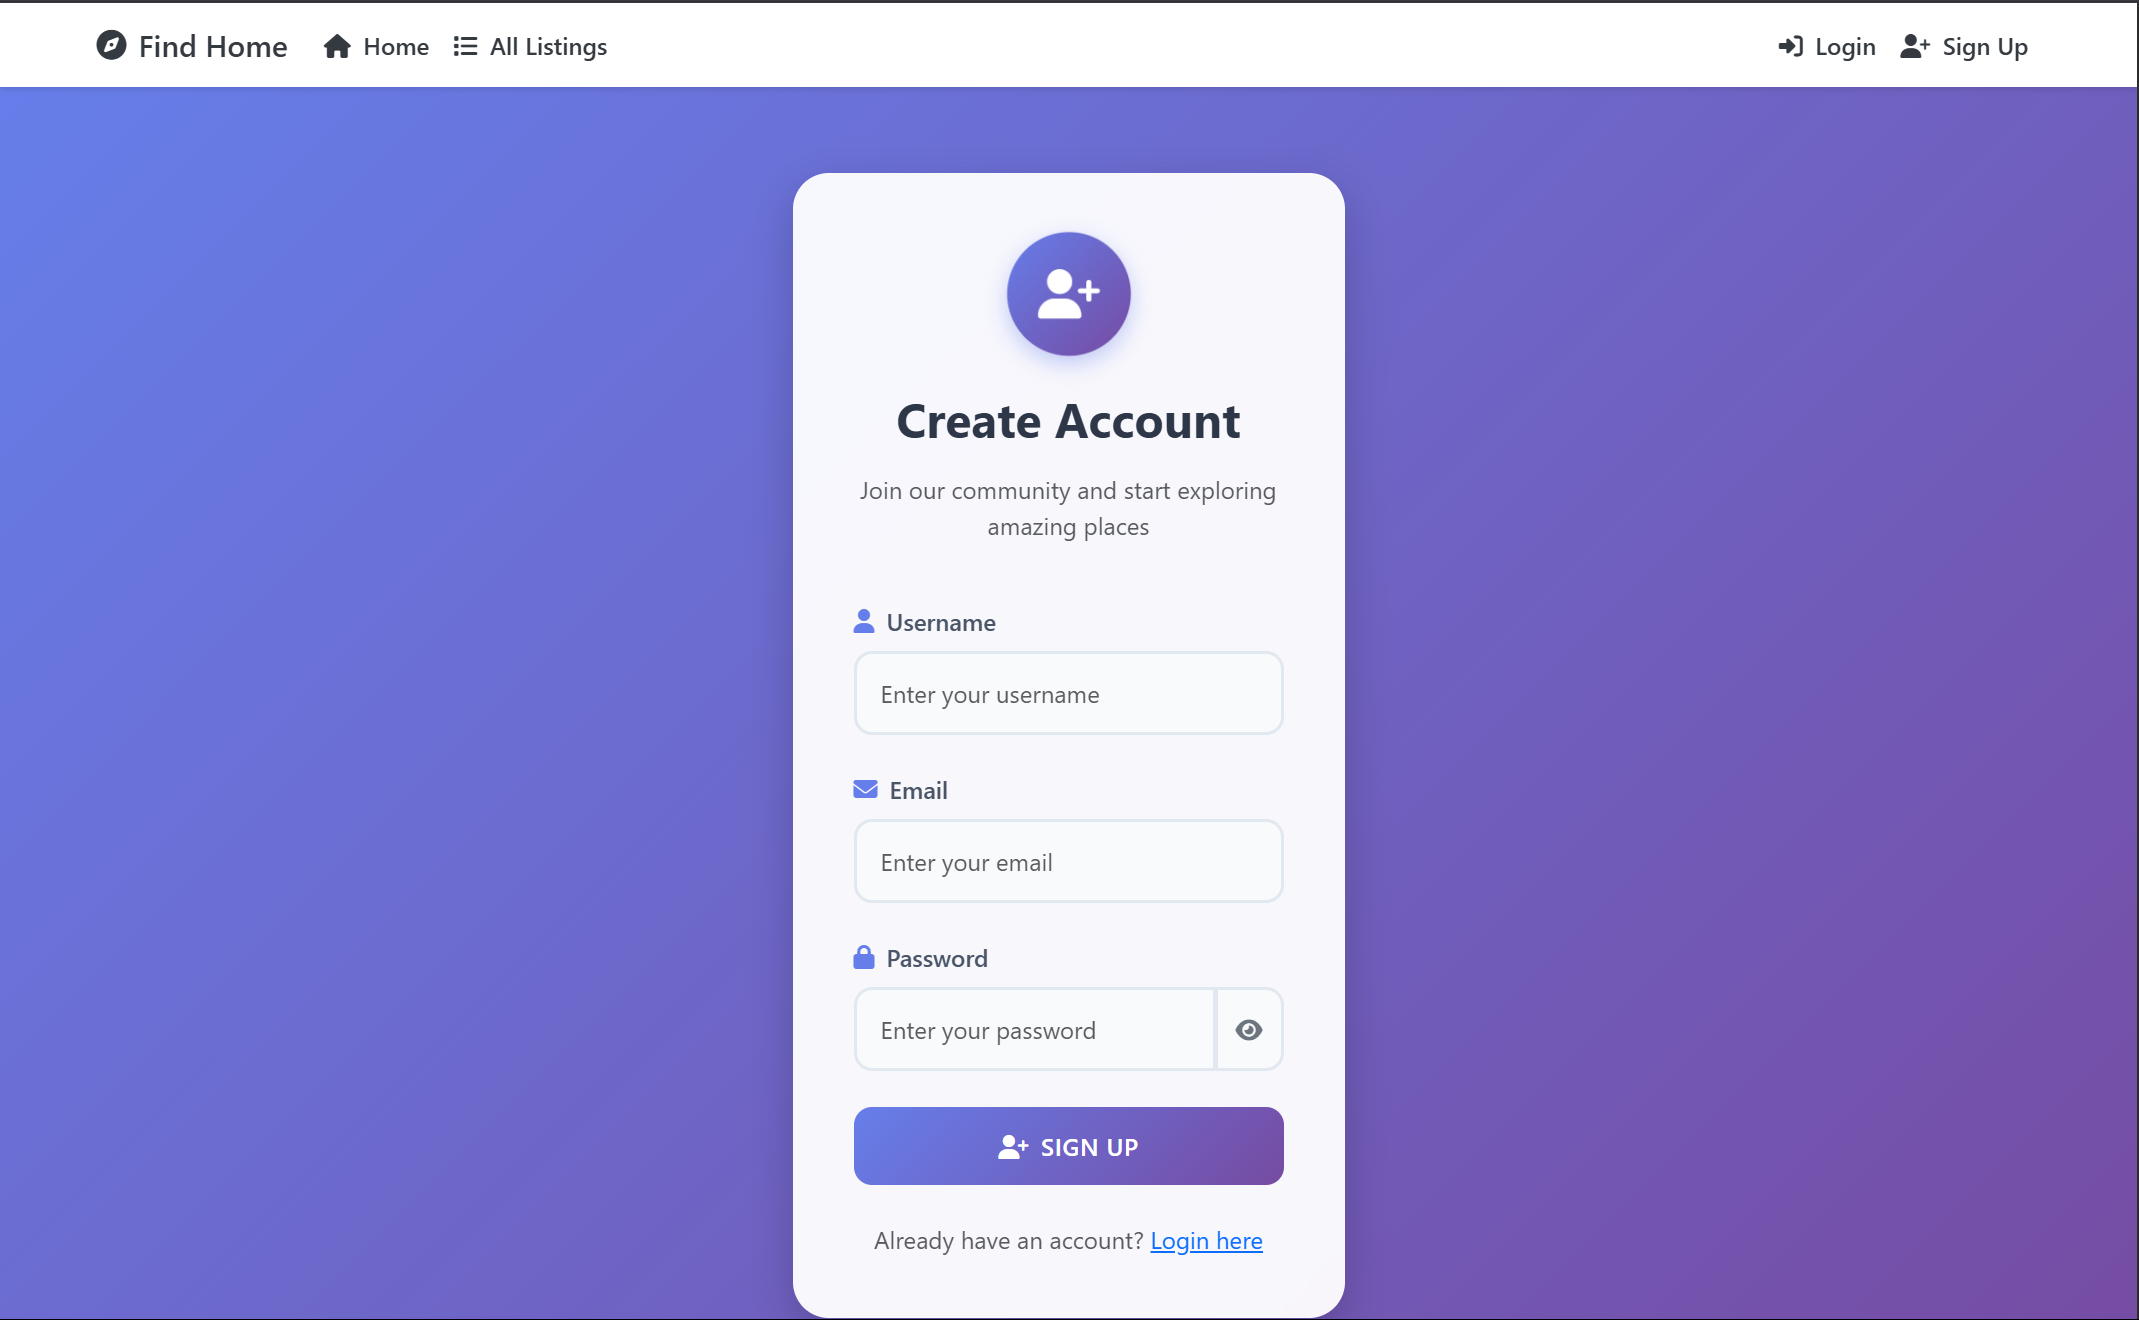 Find Home
Home
All Listings
Login
Sign Up
Create Account
Join our community and start exploring
amazing places
Username
Enter your username
Email
Enter your email
Password
Enter your password
SIGN UP
Already have an account? Login here